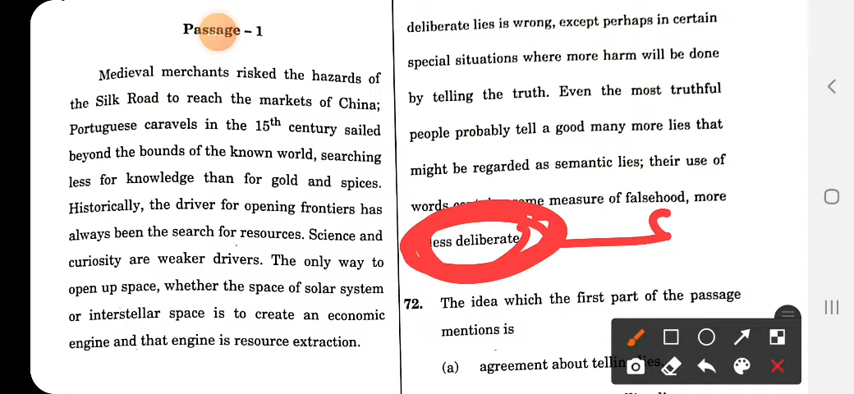 Passage – 1
Medieval merchants risked the hazards of
the Silk Road to reach the markets of China;
Portuguese caravels in the 15th century sailed
beyond the bounds of the known world, searching
less for knowledge than for gold and spices.
Historically, the driver for opening frontiers has
always been the search for resources. Science and
curiosity are weaker drivers. The only way to
open up space, whether the space of solar system
or interstellar space is to create an economic
engine and that engine is resource extraction.
deliberate lies is wrong, except perhaps in certain
special situations where more harm will be done
by telling the truth. Even the most truthful
people probably tell a good many more lies that
might be regarded as semantic lies; their use of
words some measure of falsehood, more
less deliberate
72. The idea which the first part of the passage
mentions is
(a) agreement about telling lies.